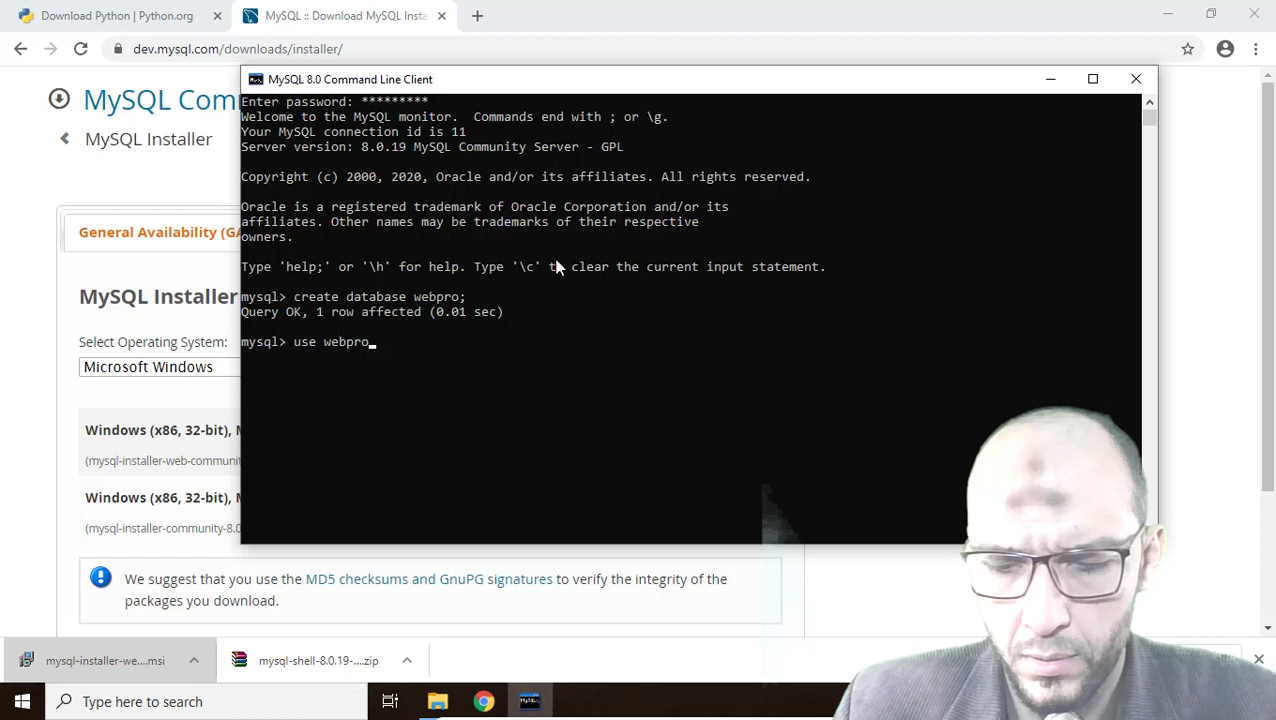 Download Python | Python.org
MySQL :: Download MySQL Insta
dev.mysql.com/downloads/installer/
MySQL Com
MySQL Installer
General Availability (GA
MySQL Installer
Select Operating System:
Microsoft Windows
Windows (x86, 32-bit), M
(mysql-installer-web-communit
Windows (x86, 32-bit), M
(mysql-installer-community-8.0
We suggest that you use the MD5 checksums and GnuPG signatures to verify the integrity of the
packages you download.
MySQL 8.0 Command Line Client
Enter password: *********
Welcome to the MySQL monitor.  Commands end with ; or \g.
Your MySQL connection id is 11
Server version: 8.0.19 MySQL Community Server - GPL
Copyright (c) 2000, 2020, Oracle and/or its affiliates. All rights reserved.
Oracle is a registered trademark of Oracle Corporation and/or its
affiliates. Other names may be trademarks of their respective
owners.
Type 'help;' or '\h' for help. Type '\c' to clear the current input statement.
mysql> create database webpro;
Query OK, 1 row affected (0.01 sec)
mysql> use webpro_
mysql-installer-we....msi
mysql-shell-8.0.19-....zip
Type here to search
MySQL